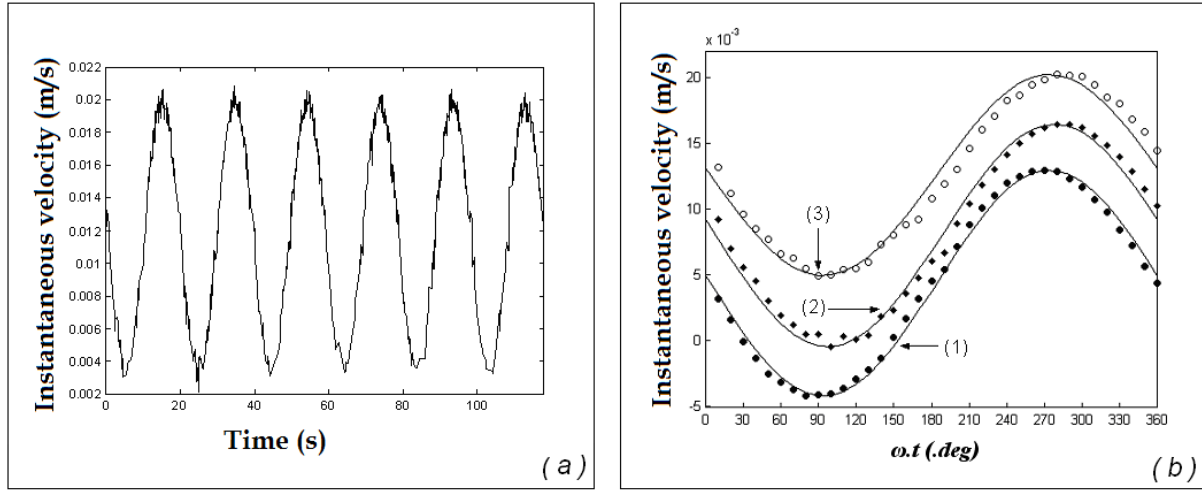 Instantaneous velocity (m/s)
0.022
0.02
0.018
0.016
0.014
0.012
0.01
0.008
0.006
0.004
0.002
0 20 40 60 80 100
Time (s)
(a)
Instantaneous velocity (m/s)
x 10⁻³
20
15
10
5
0
-5
(3)
(2)
(1)
0 30 60 90 120 150 180 210 240 270 300 330 360
ω.t (.deg)
(b)